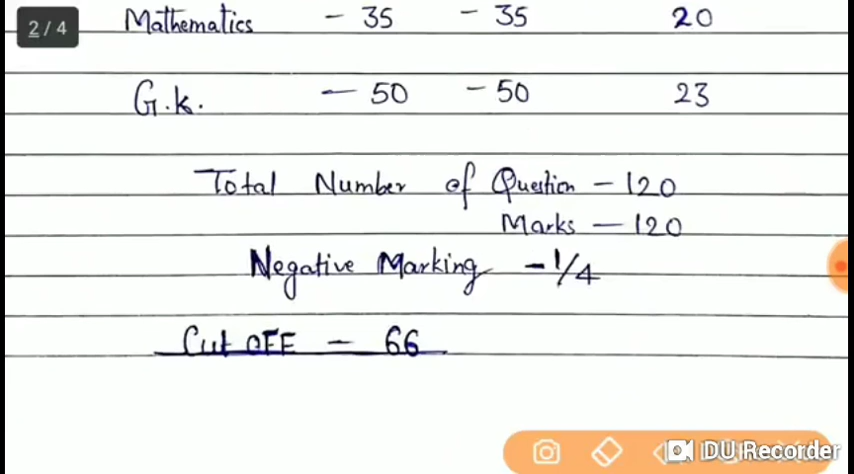 2/4
Mathematics - 35 - 35 20
G.k. - 50 - 50 23
Total Number of Question - 120
Marks - 120
Negative Marking - 1/4
Cut OFF - 66
DU Recorder